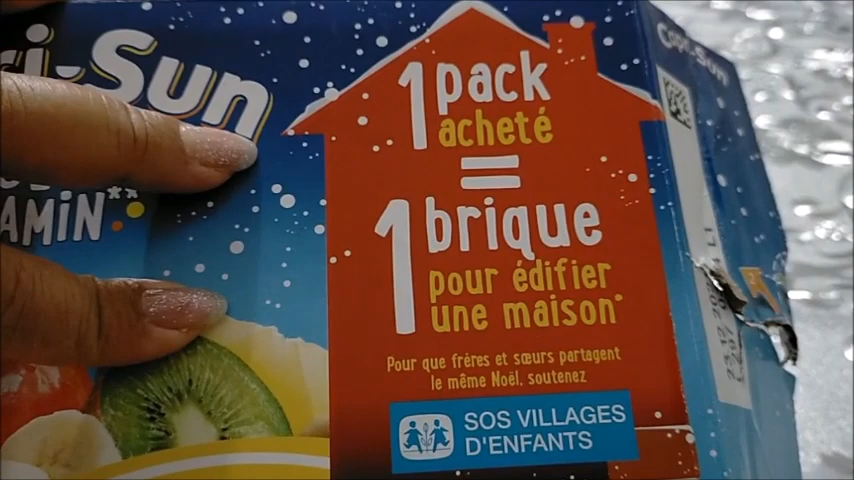 ri-Sun
AMiN**
1 pack
acheté
=
1 brique
pour édifier
une maison*
Pour que frères et sœurs partagent
le même Noël, soutenez
SOS VILLAGES
D'ENFANTS
Capri-Sun